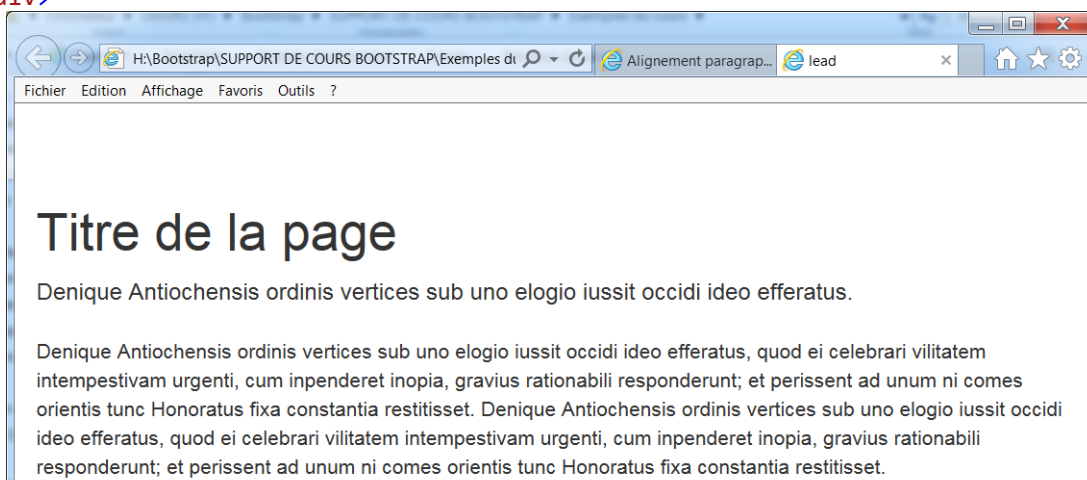 div>
H:\Bootstrap\SUPPORT DE COURS BOOTSTRAP\Exemples du
Alignement paragrap...
lead
Fichier Edition Affichage Favoris Outils ?
Titre de la page
Denique Antiochensis ordinis vertices sub uno elogio iussit occidi ideo efferatus.
Denique Antiochensis ordinis vertices sub uno elogio iussit occidi ideo efferatus, quod ei celebrari vilitatem
intempestivam urgenti, cum inpenderet inopia, gravius rationabili responderunt; et perissent ad unum ni comes
orientis tunc Honoratus fixa constantia restitisset. Denique Antiochensis ordinis vertices sub uno elogio iussit occidi
ideo efferatus, quod ei celebrari vilitatem intempestivam urgenti, cum inpenderet inopia, gravius rationabili
responderunt; et perissent ad unum ni comes orientis tunc Honoratus fixa constantia restitisset.